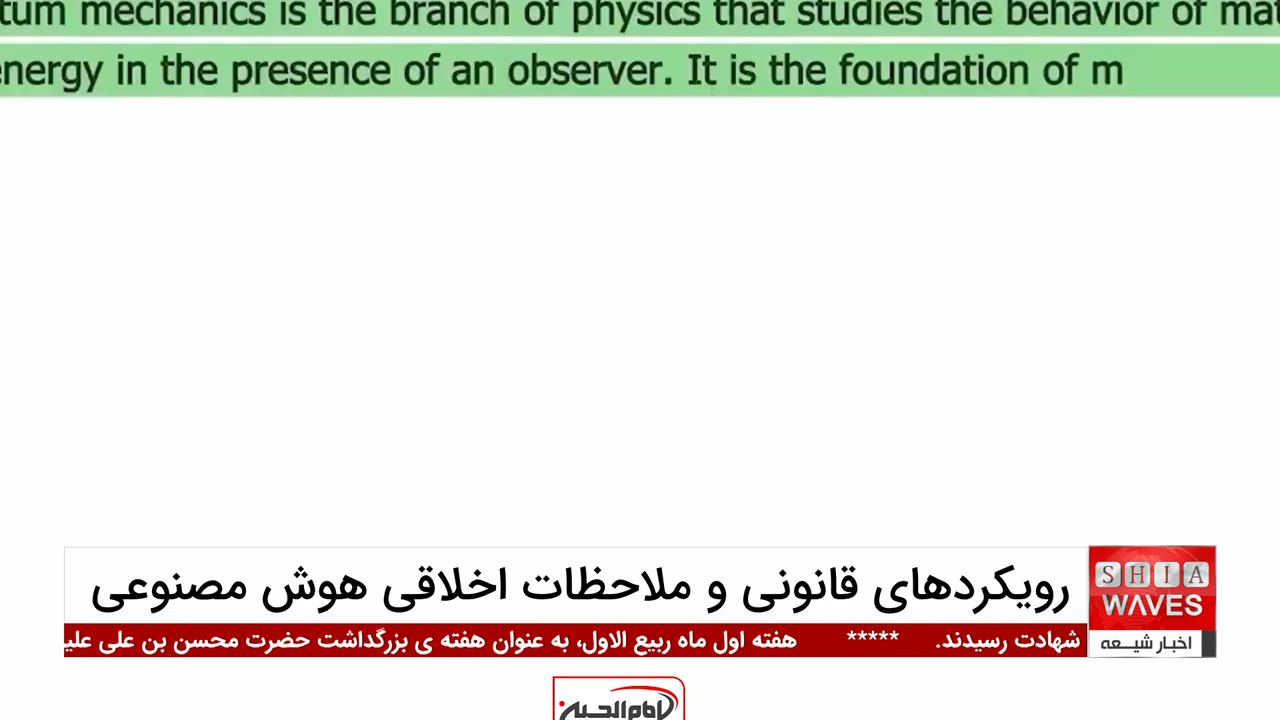 tum mechanics is the branch of physics that studies the behavior of mat
energy in the presence of an observer. It is the foundation of m
رویکردهای قانونی و ملاحظات اخلاقی هوش مصنوعی
SHIA
WAVES
اخبار شیعه
شهادت رسیدند. ***** هفته اول ماه ربیع الاول، به عنوان هفته ی بزرگداشت حضرت محسن بن علی علیه